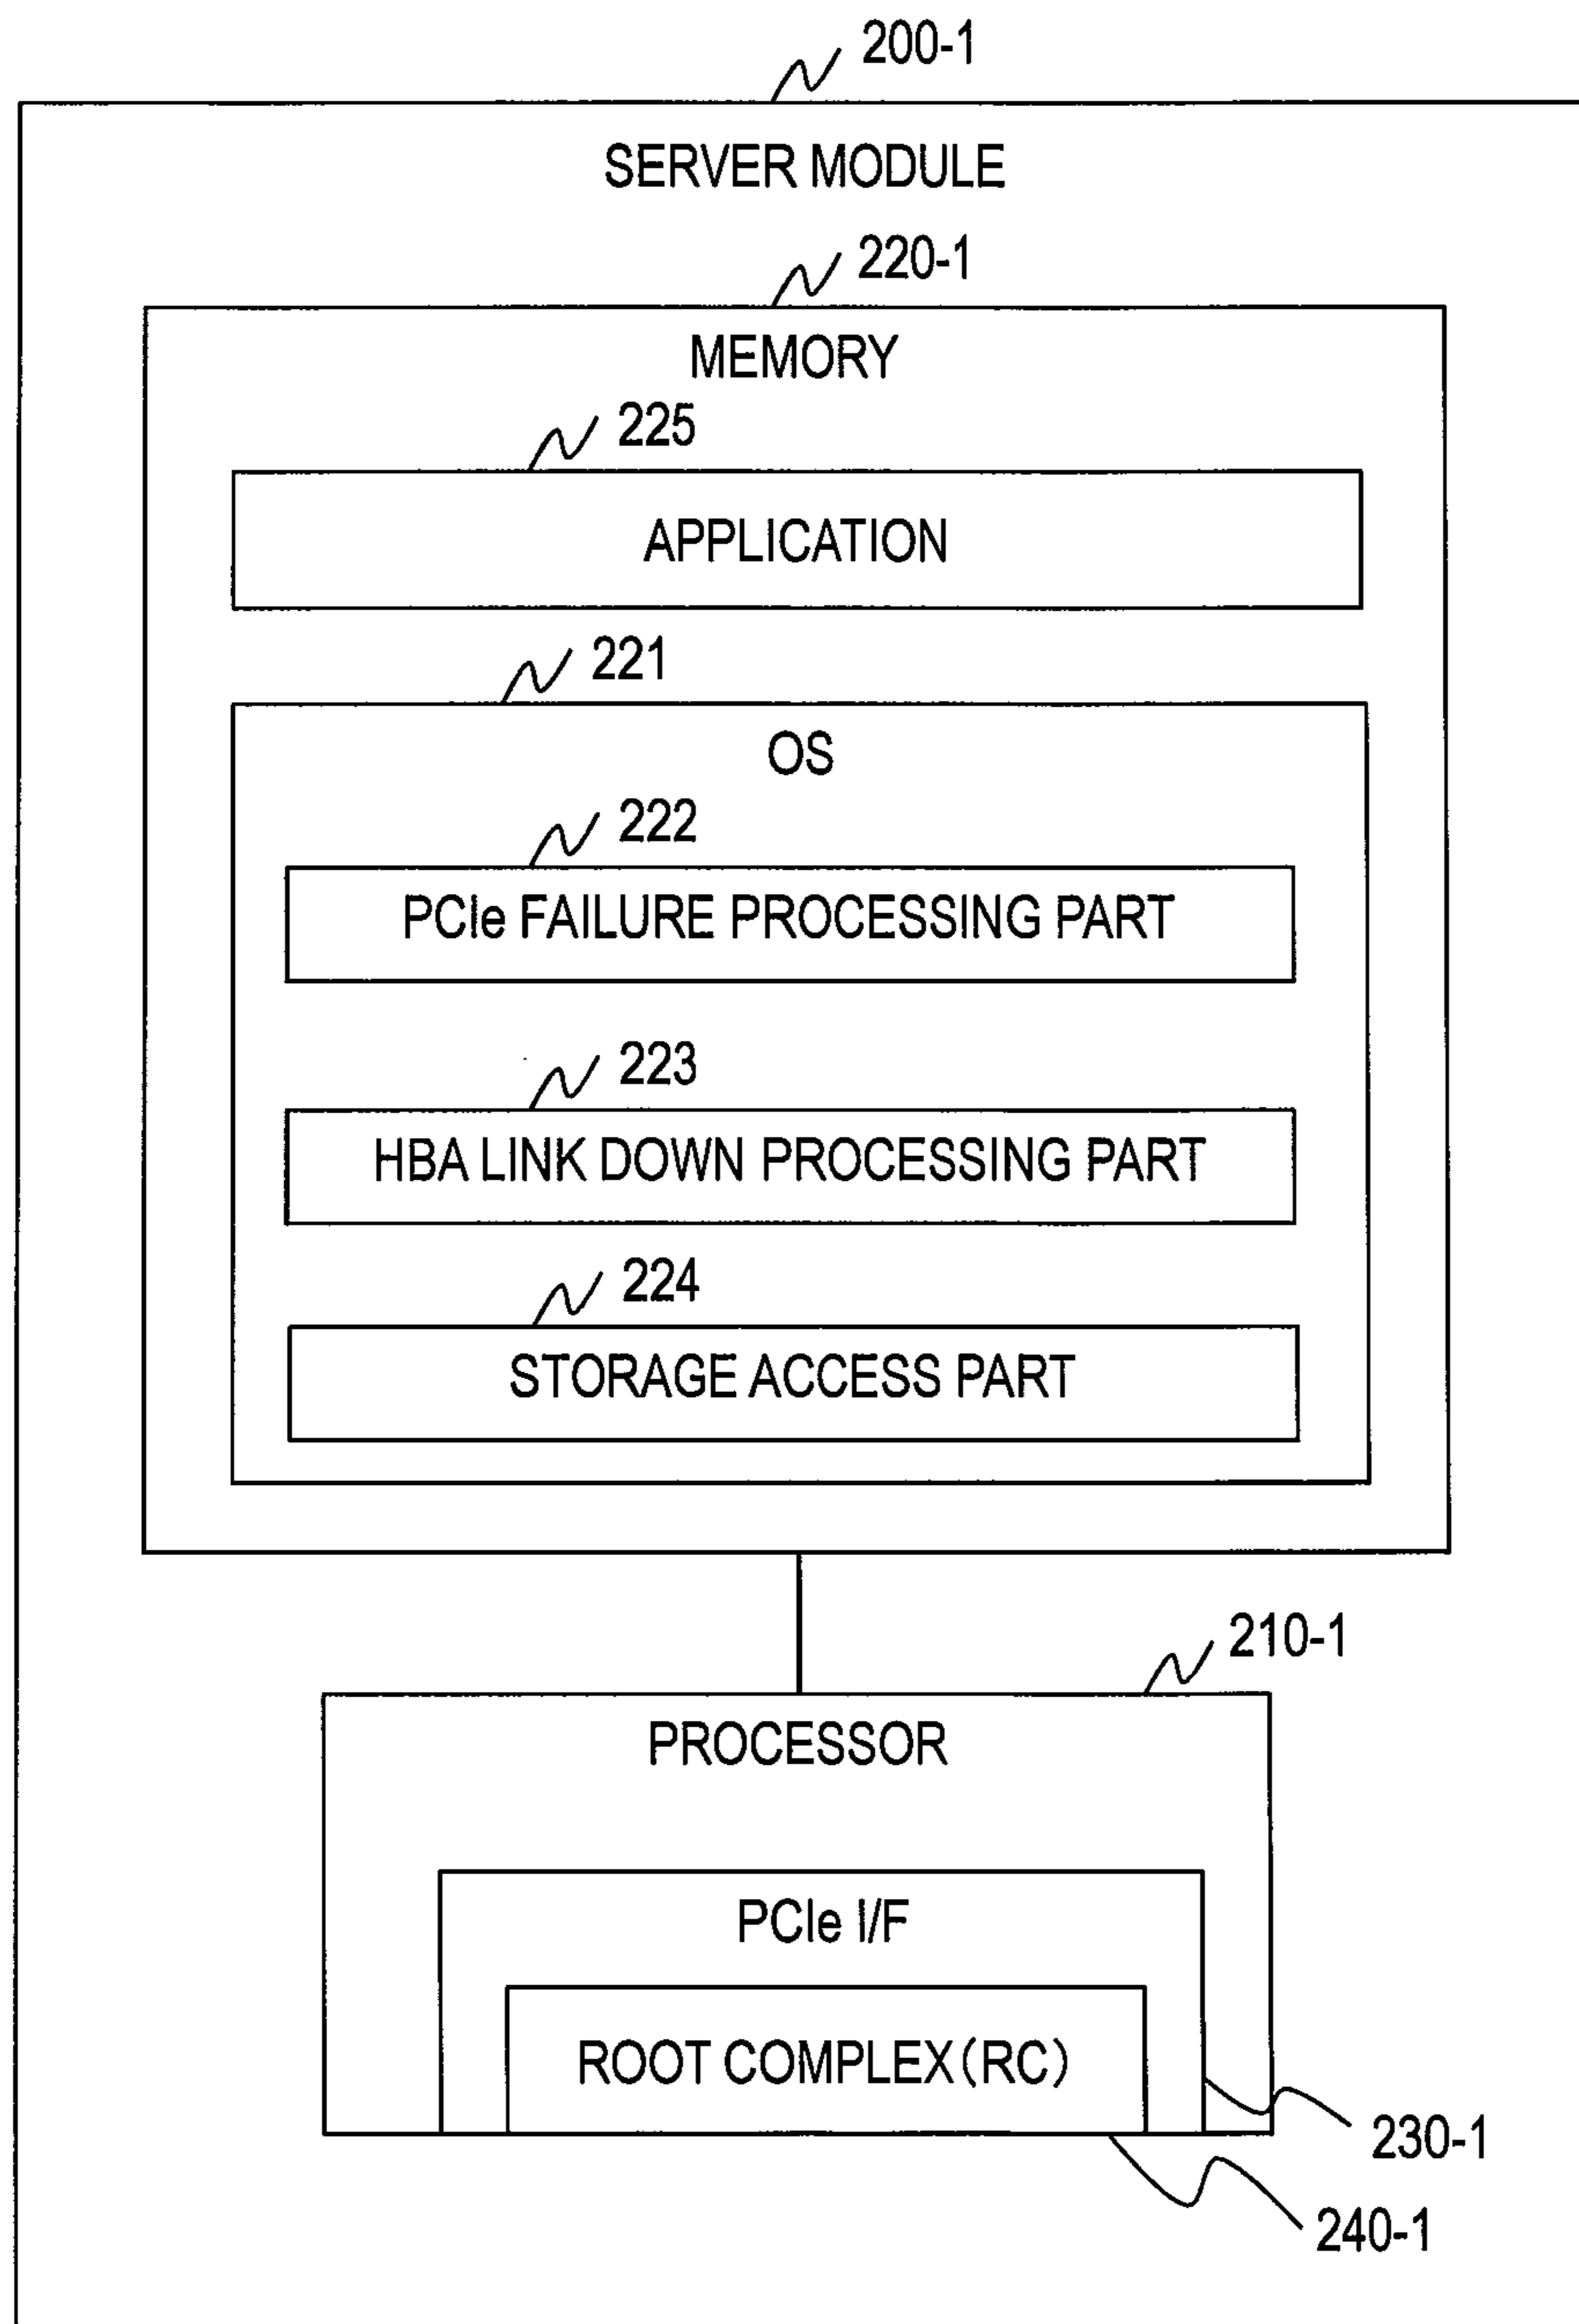 200-1
SERVER MODULE
220-1
MEMORY
225
APPLICATION
221
OS
222
PCIe FAILURE PROCESSING PART
223
HBA LINK DOWN PROCESSING PART
224
STORAGE ACCESS PART
210-1
PROCESSOR
PCIe I/F
ROOT COMPLEX(RC)
230-1
240-1